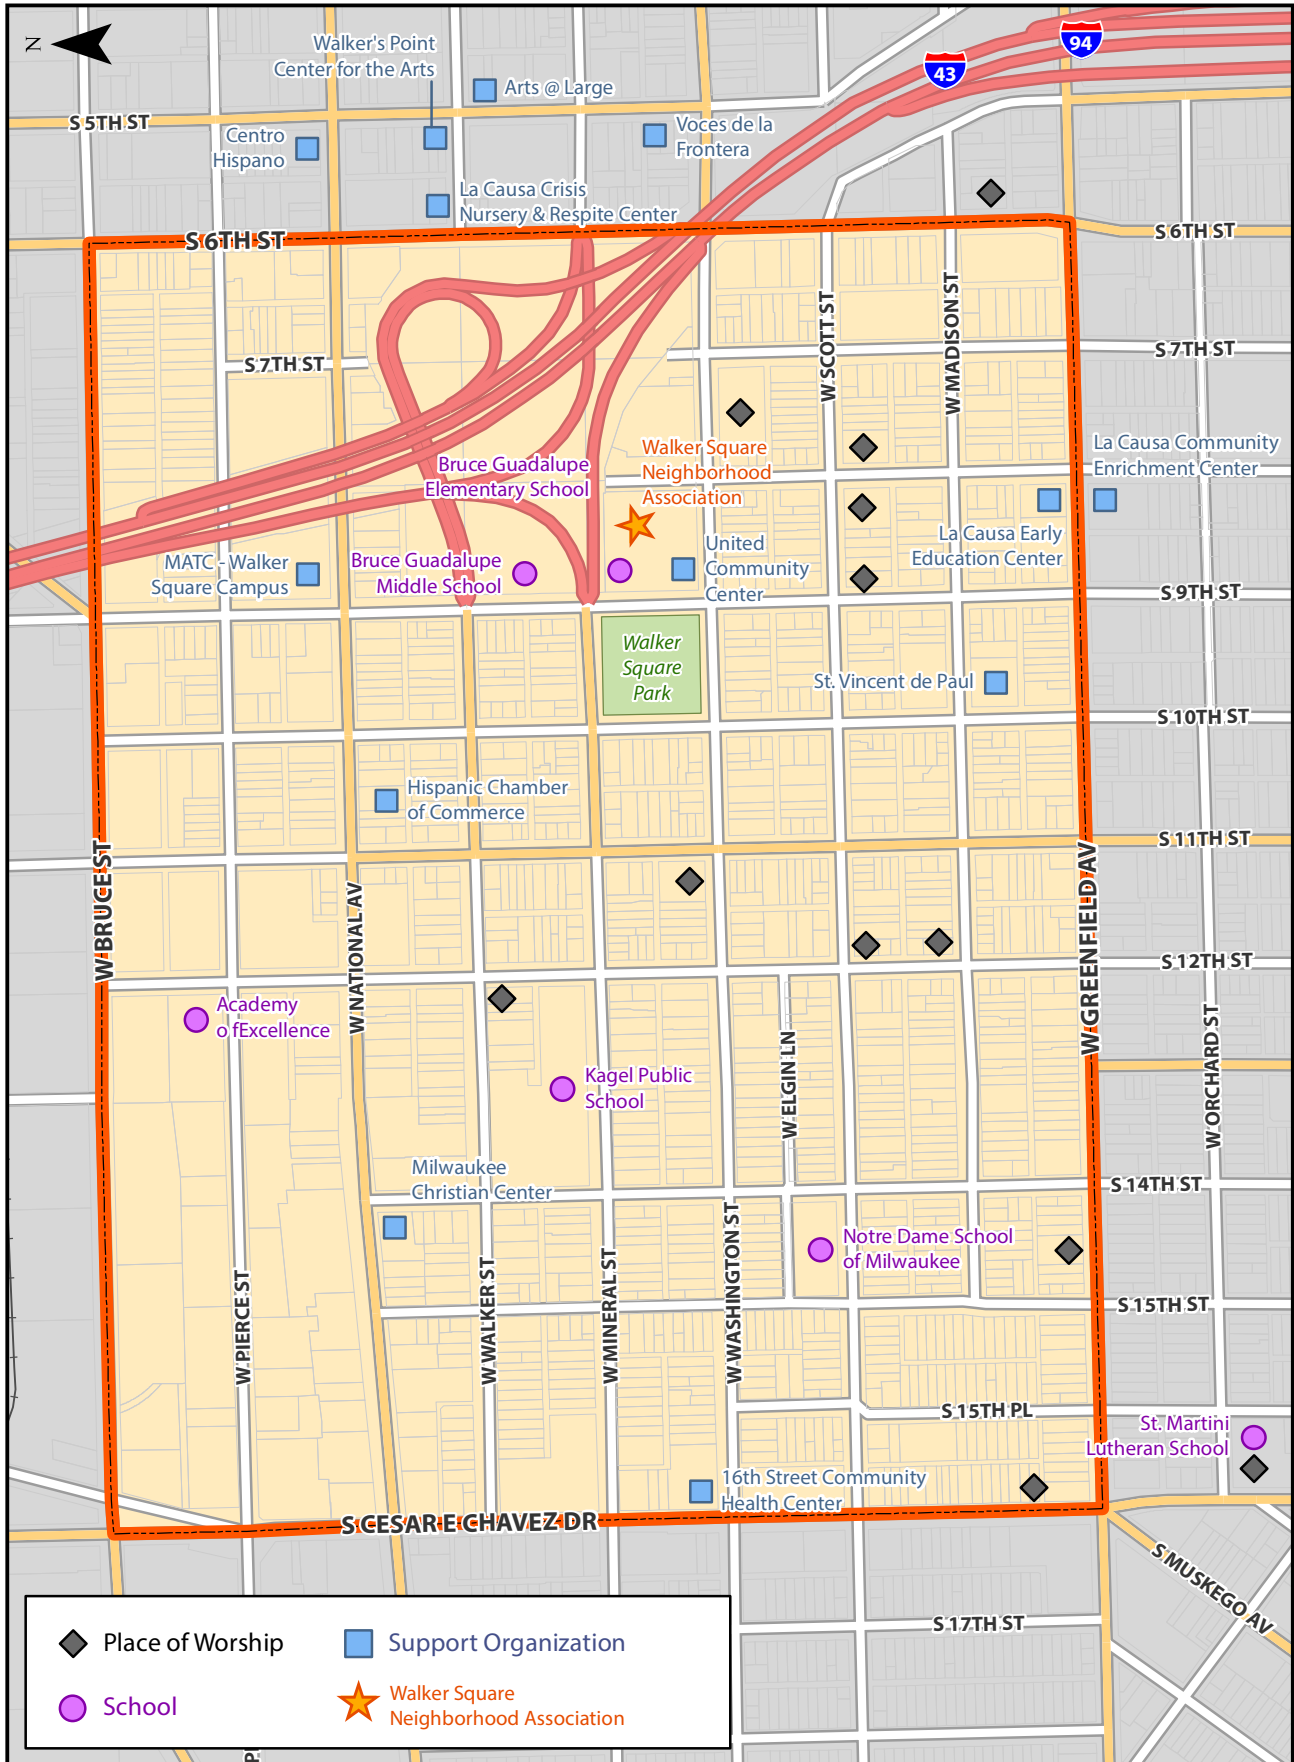 N
Walker's Point
Center for the Arts
Arts @ Large
94
43
S 5TH ST
Centro
Hispano
Voces de la
Frontera
La Causa Crisis
Nursery & Respite Center
S 6TH ST
S 6TH ST
S 7TH ST
S 7TH ST
W SCOTT ST
W MADISON ST
La Causa Community
Enrichment Center
Walker Square
Neighborhood
Association
Bruce Guadalupe
Elementary School
La Causa Early
Education Center
United
Community
Center
MATC - Walker
Square Campus
Bruce Guadalupe
Middle School
S 9TH ST
Walker
Square
Park
St. Vincent de Paul
S 10TH ST
Hispanic Chamber
of Commerce
S 11TH ST
W BRUCE ST
W NATIONAL AV
W GREENFIELD AV
S 12TH ST
Academy
o fExcellence
W ELGIN LN
W ORCHARD ST
Kagel Public
School
Milwaukee
Christian Center
S 14TH ST
Notre Dame School
of Milwaukee
W PIERCE ST
W WALKER ST
W MINERAL ST
W WASHINGTON ST
S 15TH ST
S 15TH PL
St. Martini
Lutheran School
16th Street Community
Health Center
S CESARE CHAVEZ DR
S MUSKEGO AV
S 17TH ST
Place of Worship
Support Organization
School
Walker Square
Neighborhood Association